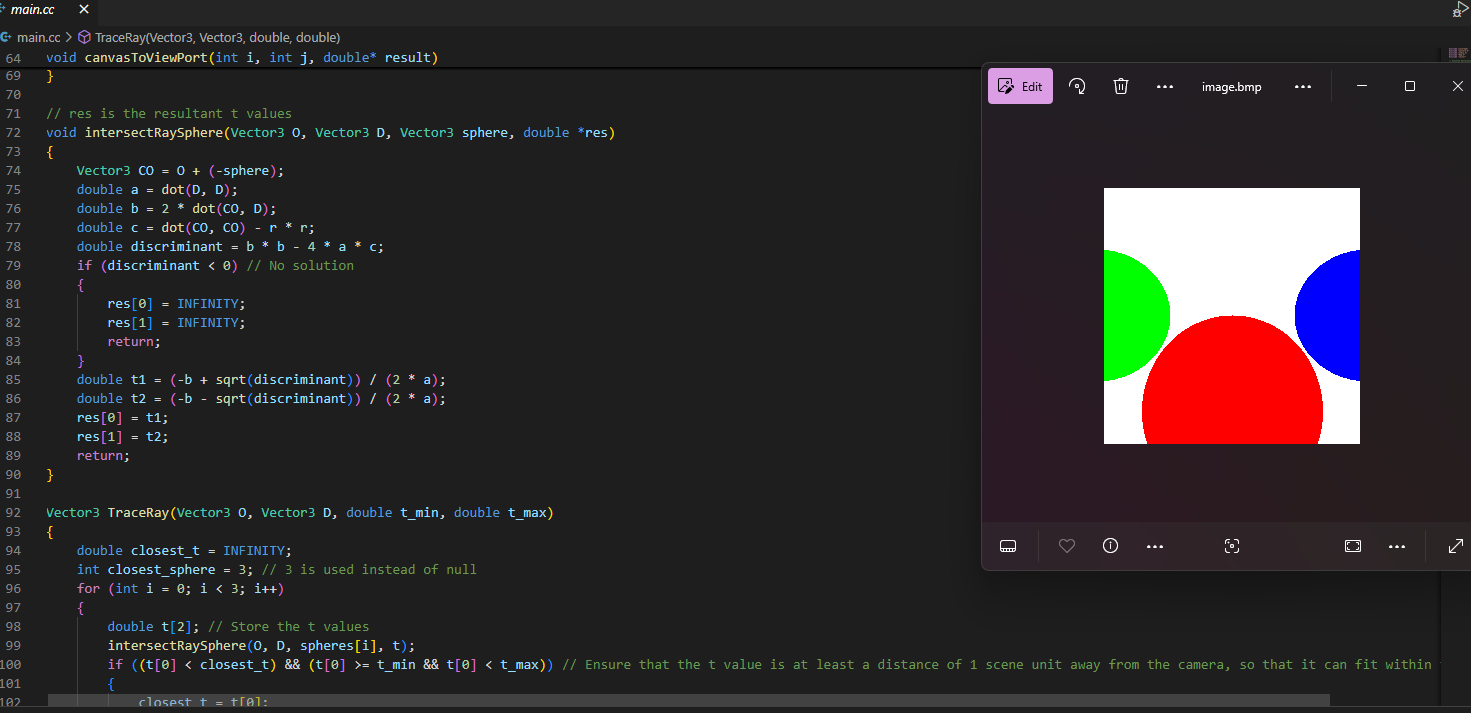 main.cc
main.cc > TraceRay(Vector3, Vector3, double, double)
64 void canvasToViewPort(int i, int j, double* result)
69 }
70
71 // res is the resultant t values
72 void intersectRaySphere(Vector3 O, Vector3 D, Vector3 sphere, double *res)
73 {
74 Vector3 CO = O + (-sphere);
75 double a = dot(D, D);
76 double b = 2 * dot(CO, D);
77 double c = dot(CO, CO) - r * r;
78 double discriminant = b * b - 4 * a * c;
79 if (discriminant < 0) // No solution
80 {
81 res[0] = INFINITY;
82 res[1] = INFINITY;
83 return;
84 }
85 double t1 = (-b + sqrt(discriminant)) / (2 * a);
86 double t2 = (-b - sqrt(discriminant)) / (2 * a);
87 res[0] = t1;
88 res[1] = t2;
89 return;
90 }
91
92 Vector3 TraceRay(Vector3 O, Vector3 D, double t_min, double t_max)
93 {
94 double closest_t = INFINITY;
95 int closest_sphere = 3; // 3 is used instead of null
96 for (int i = 0; i < 3; i++)
97 {
98 double t[2]; // Store the t values
99 intersectRaySphere(O, D, spheres[i], t);
100 if ((t[0] < closest_t) && (t[0] >= t_min && t[0] < t_max)) // Ensure that the t value is at least a distance of 1 scene unit away from the camera, so that it can fit within
101 {
102 closest_t = t[0];
Edit
image.bmp